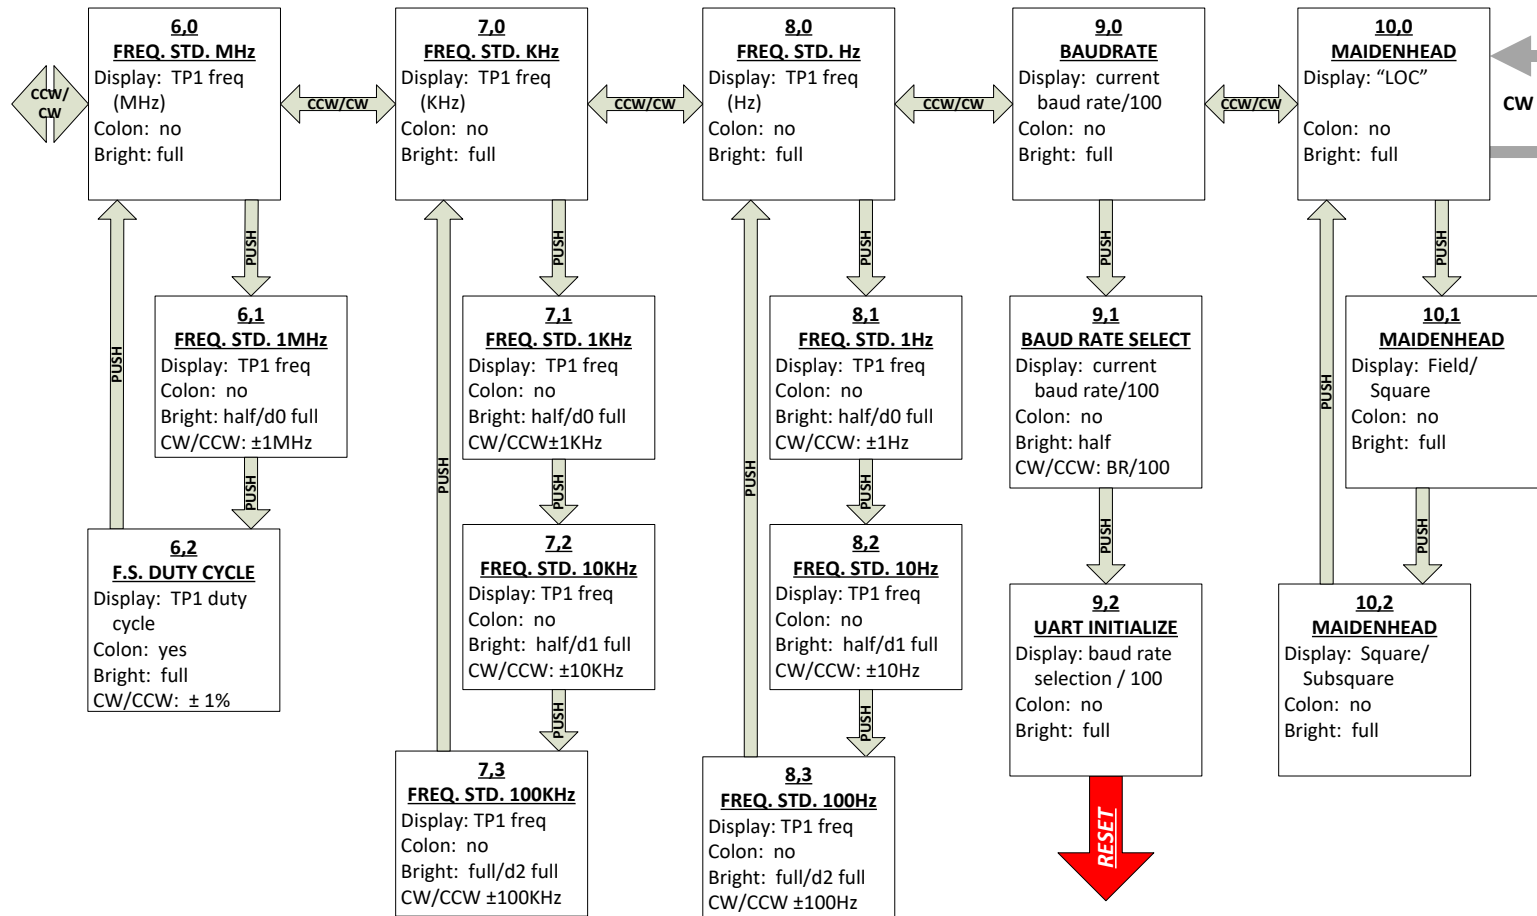 6,0
FREQ. STD. MHz
Display:  TP1 freq
(MHz)
Colon:  no
Bright:  full
7,0
FREQ. STD. KHz
Display:  TP1 freq
(KHz)
Colon:  no
Bright:  full
8,0
FREQ. STD. Hz
Display:  TP1 freq
(Hz)
Colon:  no
Bright:  full
9,0
BAUDRATE
Display:  current
baud rate/100
Colon:  no
Bright:  full
10,0
MAIDENHEAD
Display:  “LOC”
Colon:  no
Bright:  full
CCW/
CW
CCW/CW
CCW/CW
CCW/CW
CCW/CW
CW
PUSH
PUSH
PUSH
PUSH
PUSH
6,1
FREQ. STD. 1MHz
Display:  TP1 freq
Colon:  no
Bright: half/d0 full
CW/CCW: ±1MHz
7,1
FREQ. STD. 1KHz
Display:  TP1 freq
Colon:  no
Bright: half/d0 full
CW/CCW±1KHz
8,1
FREQ. STD. 1Hz
Display:  TP1 freq
Colon:  no
Bright: half/d0 full
CW/CCW: ±1Hz
9,1
BAUD RATE SELECT
Display:  current
baud rate/100
Colon:  no
Bright:  half
CW/CCW: BR/100
10,1
MAIDENHEAD
Display:  Field/
Square
Colon:  no
Bright:  full
PUSH
PUSH
PUSH
PUSH
PUSH
PUSH
PUSH
PUSH
PUSH
6,2
F.S. DUTY CYCLE
Display:  TP1 duty
cycle
Colon:  yes
Bright:  full
CW/CCW:  ± 1%
7,2
FREQ. STD. 10KHz
Display: TP1 freq
Colon:  no
Bright:  half/d1 full
CW/CCW: ±10KHz
8,2
FREQ. STD. 10Hz
Display: TP1 freq
Colon:  no
Bright:  half/d1 full
CW/CCW: ±10Hz
9,2
UART INITIALIZE
Display: baud rate
selection / 100
Colon:  no
Bright:  full
10,2
MAIDENHEAD
Display:  Square/
Subsquare
Colon:  no
Bright:  full
PUSH
PUSH
7,3
FREQ. STD. 100KHz
Display: TP1 freq
Colon:  no
Bright:  full/d2 full
CW/CCW ±100KHz
8,3
FREQ. STD. 100Hz
Display: TP1 freq
Colon:  no
Bright:  full/d2 full
CW/CCW ±100Hz
RESET